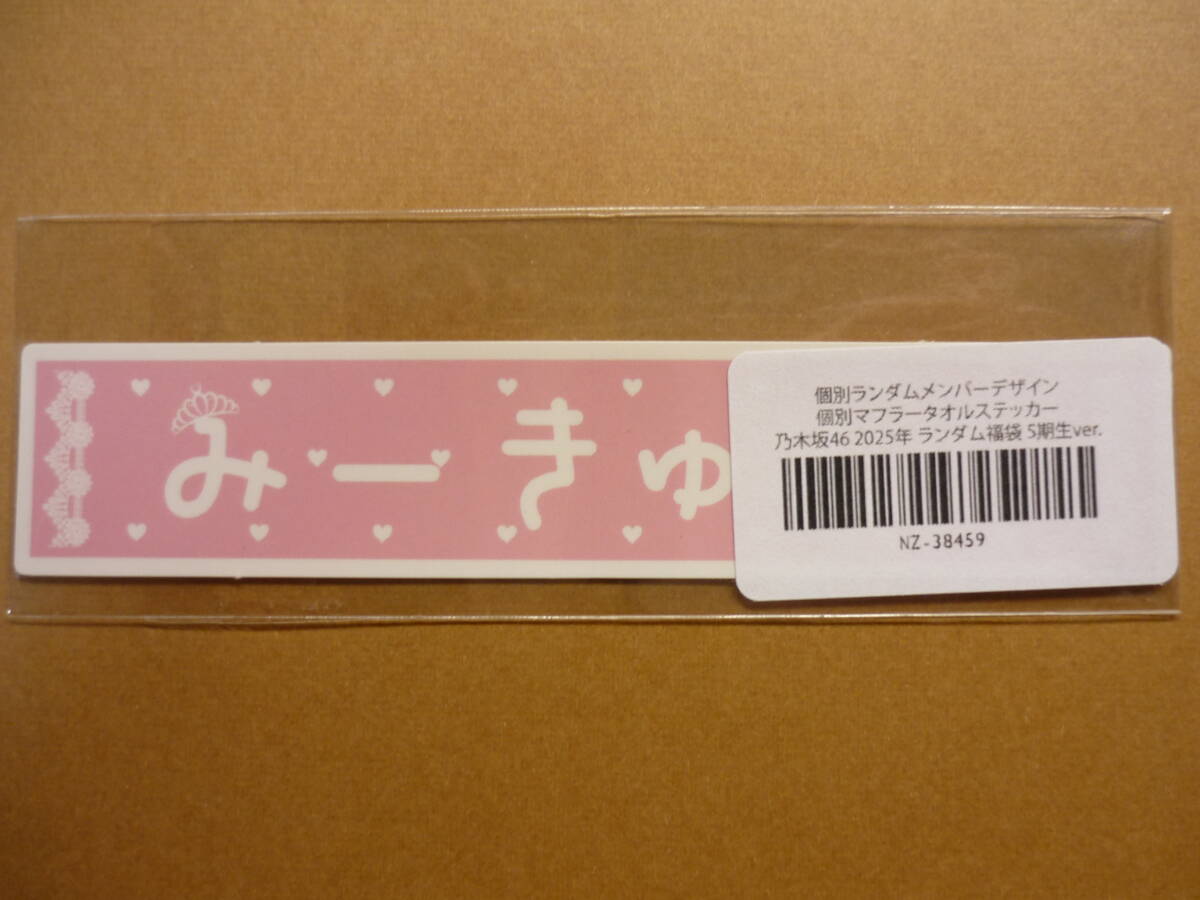 みーきゅ
個別ランダムメンバーデザイン
個別マフラータオルステッカー
乃木坂46 2025年 ランダム福袋 5期生ver.
NZ-38459